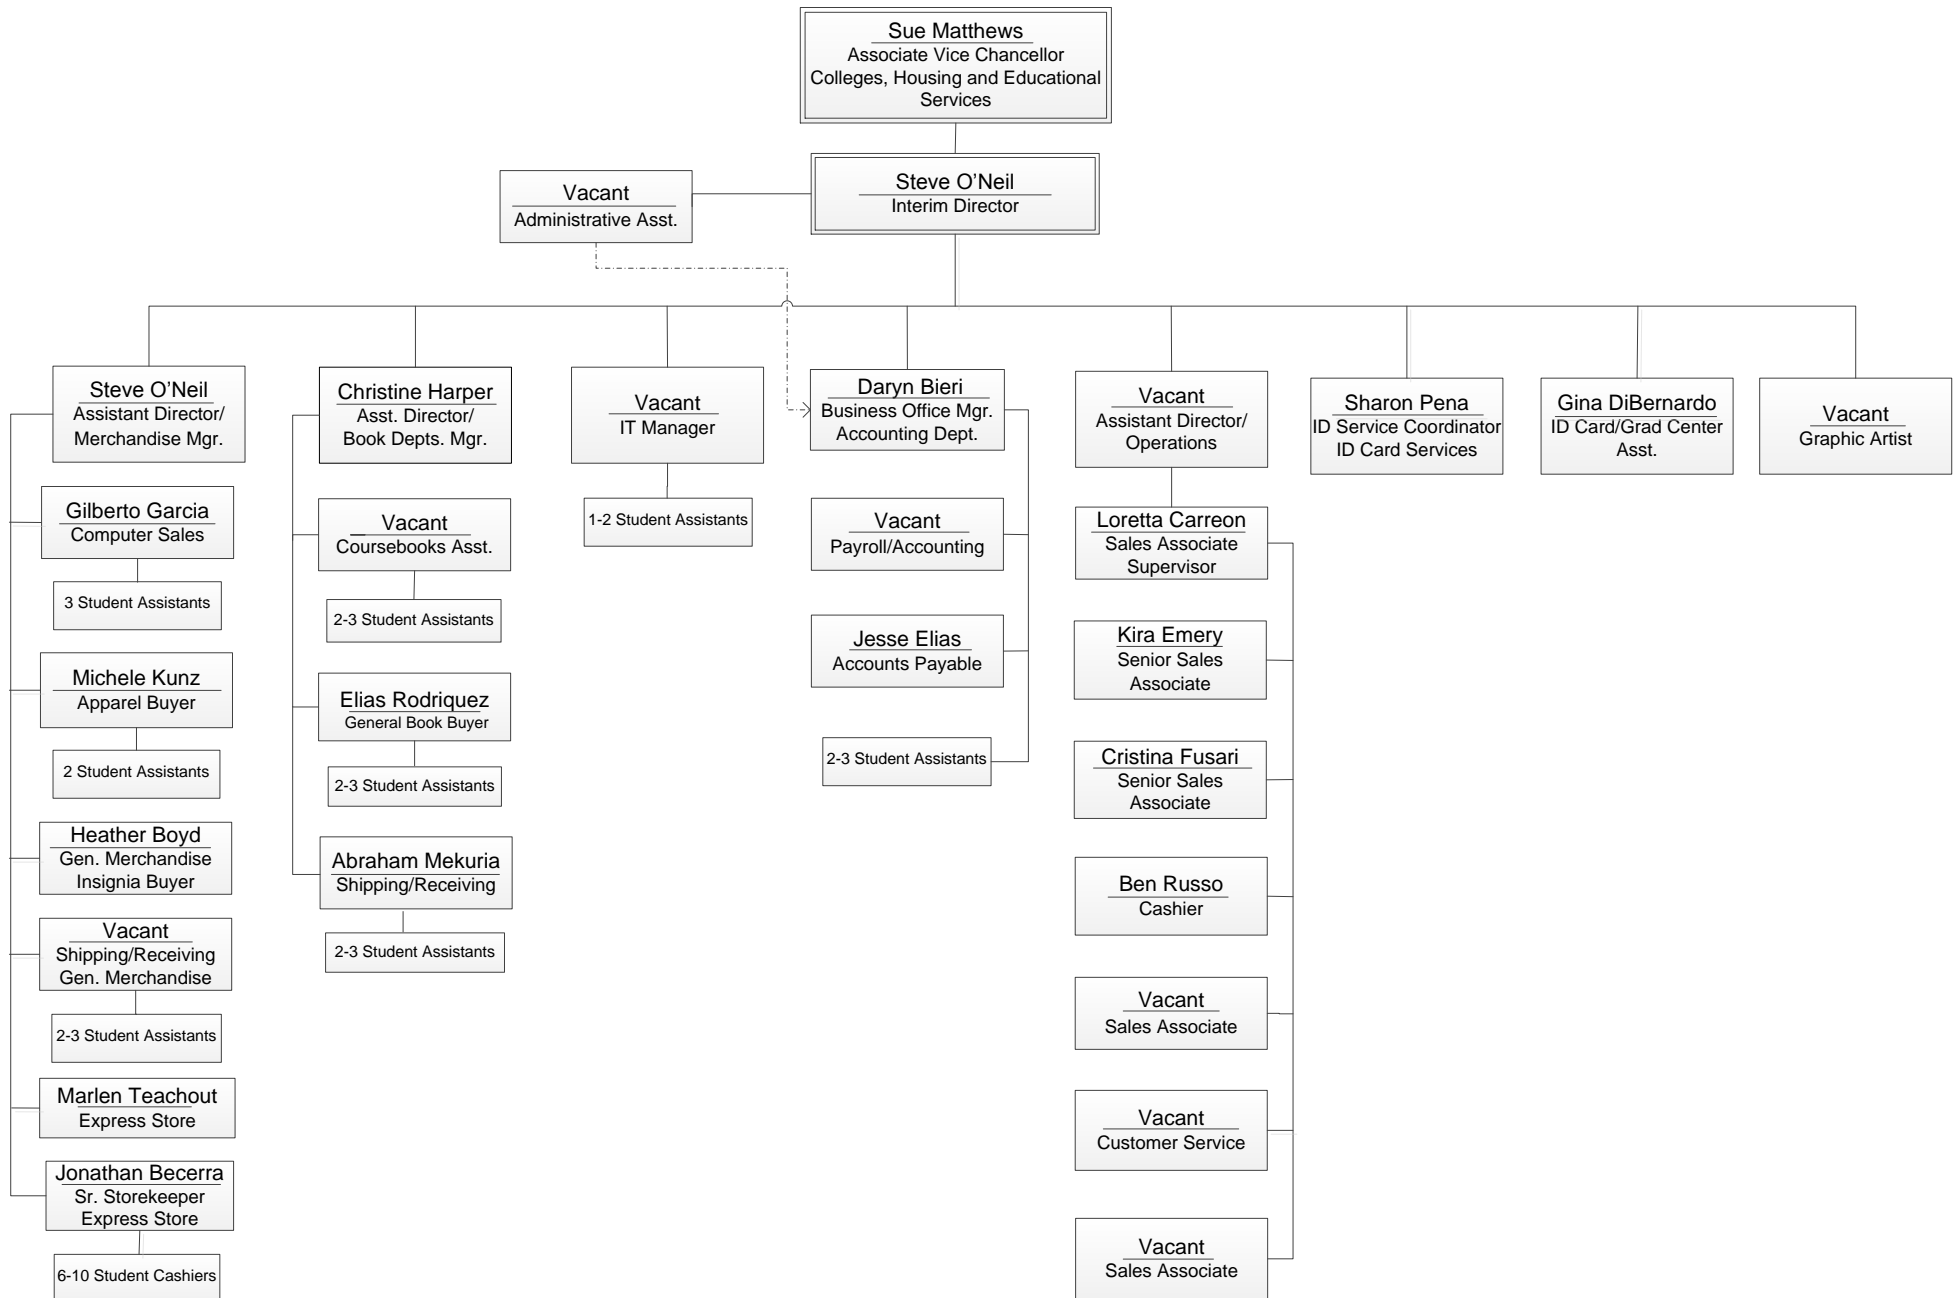 Sue Matthews
Associate Vice Chancellor
Colleges, Housing and Educational
Services
Steve O’Neil
Interim Director
Vacant
Administrative Asst.
Steve O’Neil
Assistant Director/
Merchandise Mgr.
Gilberto Garcia
Computer Sales
3 Student Assistants
Michele Kunz
Apparel Buyer
2 Student Assistants
Heather Boyd
Gen. Merchandise
Insignia Buyer
Vacant
Shipping/Receiving
Gen. Merchandise
2-3 Student Assistants
Marlen Teachout
Express Store
Jonathan Becerra
Sr. Storekeeper
Express Store
6-10 Student Cashiers
Christine Harper
Asst. Director/
Book Depts. Mgr.
Vacant
Coursebooks Asst.
2-3 Student Assistants
Elias Rodriquez
General Book Buyer
2-3 Student Assistants
Abraham Mekuria
Shipping/Receiving
2-3 Student Assistants
Vacant
IT Manager
1-2 Student Assistants
Daryn Bieri
Business Office Mgr.
Accounting Dept.
Vacant
Payroll/Accounting
Jesse Elias
Accounts Payable
2-3 Student Assistants
Vacant
Assistant Director/
Operations
Loretta Carreon
Sales Associate
Supervisor
Kira Emery
Senior Sales
Associate
Cristina Fusari
Senior Sales
Associate
Ben Russo
Cashier
Vacant
Sales Associate
Vacant
Customer Service
Vacant
Sales Associate
Sharon Pena
ID Service Coordinator
ID Card Services
Gina DiBernardo
ID Card/Grad Center
Asst.
Vacant
Graphic Artist